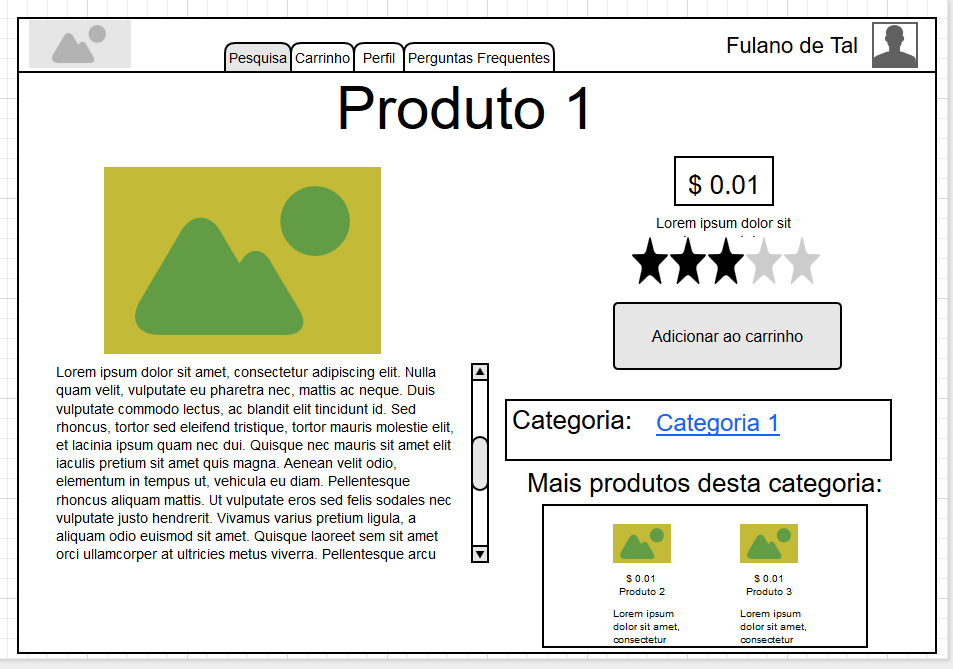 Pesquisa Carrinho Perfil Perguntas Frequentes
Fulano de Tal
Produto 1
$ 0.01
Lorem ipsum dolor sit
Adicionar ao carrinho
Lorem ipsum dolor sit amet, consectetur adipiscing elit. Nulla
quam velit, vulputate eu pharetra nec, mattis ac neque. Duis
vulputate commodo lectus, ac blandit elit tincidunt id. Sed
rhoncus, tortor sed eleifend tristique, tortor mauris molestie elit,
et lacinia ipsum quam nec dui. Quisque nec mauris sit amet elit
iaculis pretium sit amet quis magna. Aenean velit odio,
elementum in tempus ut, vehicula eu diam. Pellentesque
rhoncus aliquam mattis. Ut vulputate eros sed felis sodales nec
vulputate justo hendrerit. Vivamus varius pretium ligula, a
aliquam odio euismod sit amet. Quisque laoreet sem sit amet
orci ullamcorper at ultricies metus viverra. Pellentesque arcu
Categoria: Categoria 1
Mais produtos desta categoria:
$ 0.01
Produto 2
Lorem ipsum
dolor sit amet,
consectetur
$ 0.01
Produto 3
Lorem ipsum
dolor sit amet,
consectetur